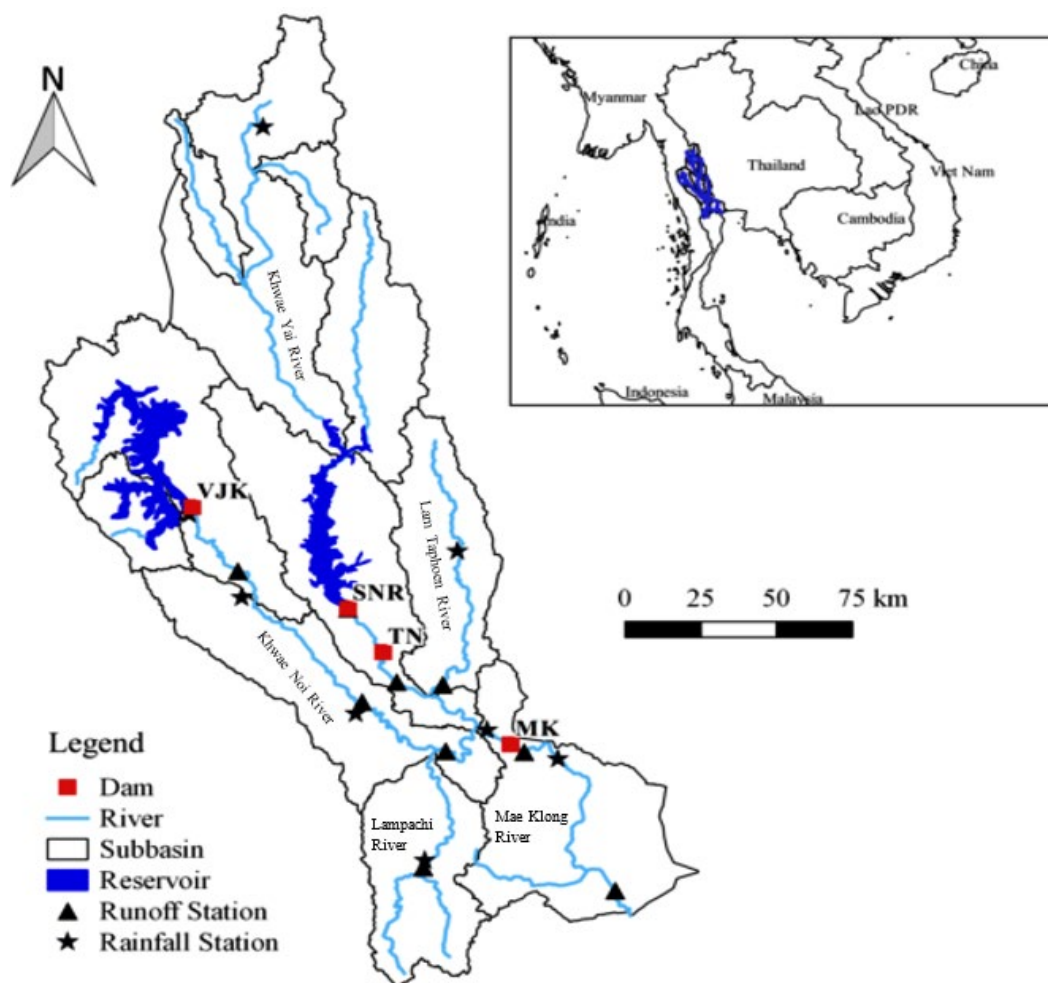 N
China
Myanmar
Lao PDR
Thailand
Viet Nam
India
Cambodia
Indonesia
Malaysia
Khwae Yai River
VJK
Lam Taphoen River
SNR
0 25 50 75 km
TN
Khwae Noi River
MK
Legend
Dam
River
Subbasin
Reservoir
Runoff Station
Rainfall Station
Lampachi
River
Mae Klong
River